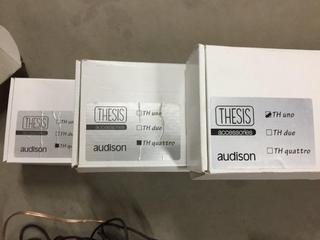 THESIS
accessories
audison
TH uno
TH due
TH quattro
THESIS
accessories
audison
TH uno
TH due
TH quattro
THESIS
accessories
audison
TH uno
TH due
TH quattro